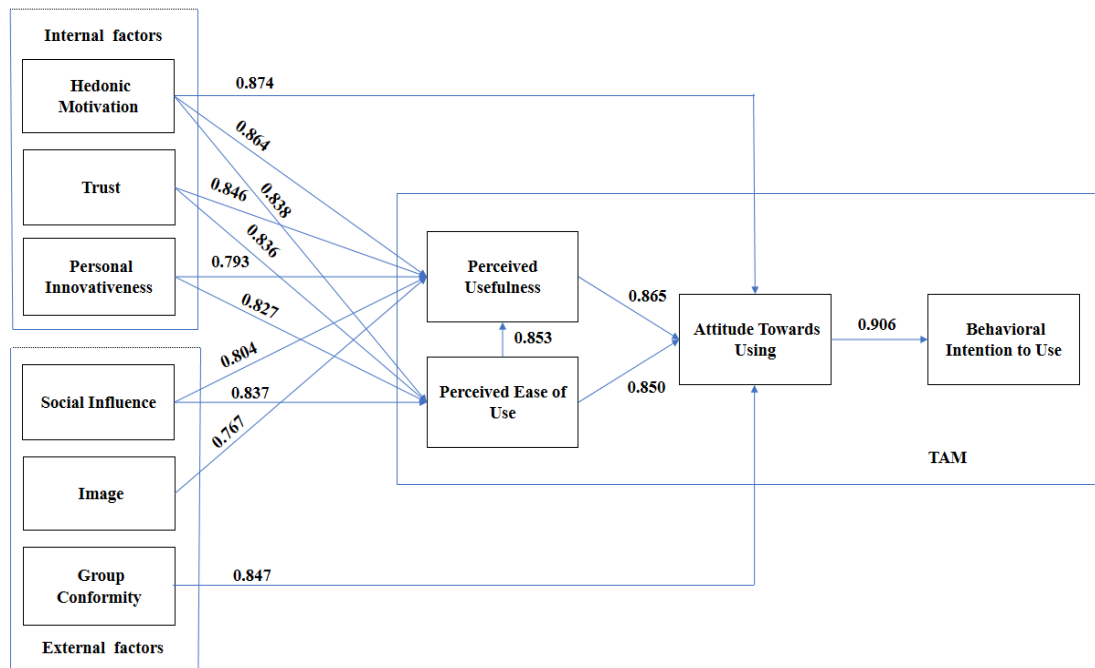 Internal factors
Hedonic
Motivation
0.874
0.864
0.838
Trust
0.846
0.836
Personal
Innovativeness
0.793
0.827
Perceived
Usefulness
0.865
0.853
Attitude Towards
Using
0.906
Behavioral
Intention to Use
Social Influence
0.804
0.837
Perceived Ease of
Use
0.850
0.767
TAM
Image
Group
Conformity
0.847
External factors